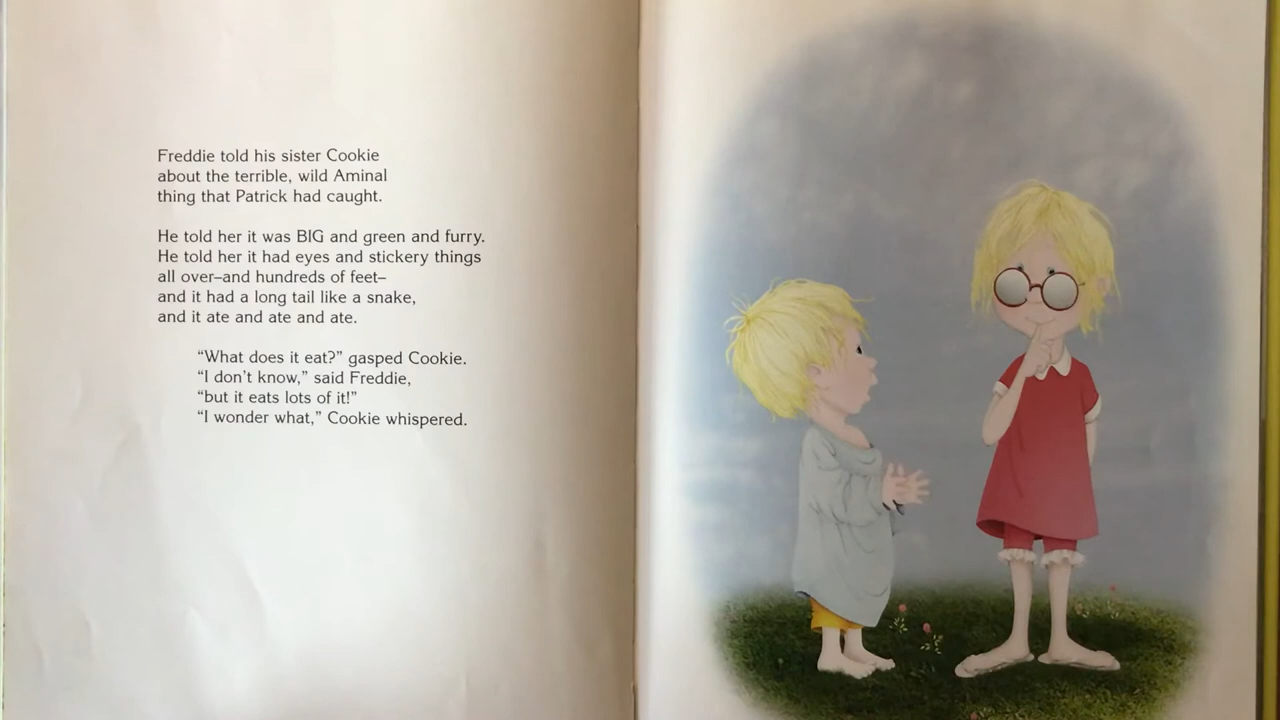 Freddie told his sister Cookie
about the terrible, wild Aminal
thing that Patrick had caught.
He told her it was BIG and green and furry.
He told her it had eyes and stickery things
all over–and hundreds of feet–
and it had a long tail like a snake,
and it ate and ate and ate.
“What does it eat?” gasped Cookie.
“I don’t know,” said Freddie,
“but it eats lots of it!”
“I wonder what,” Cookie whispered.